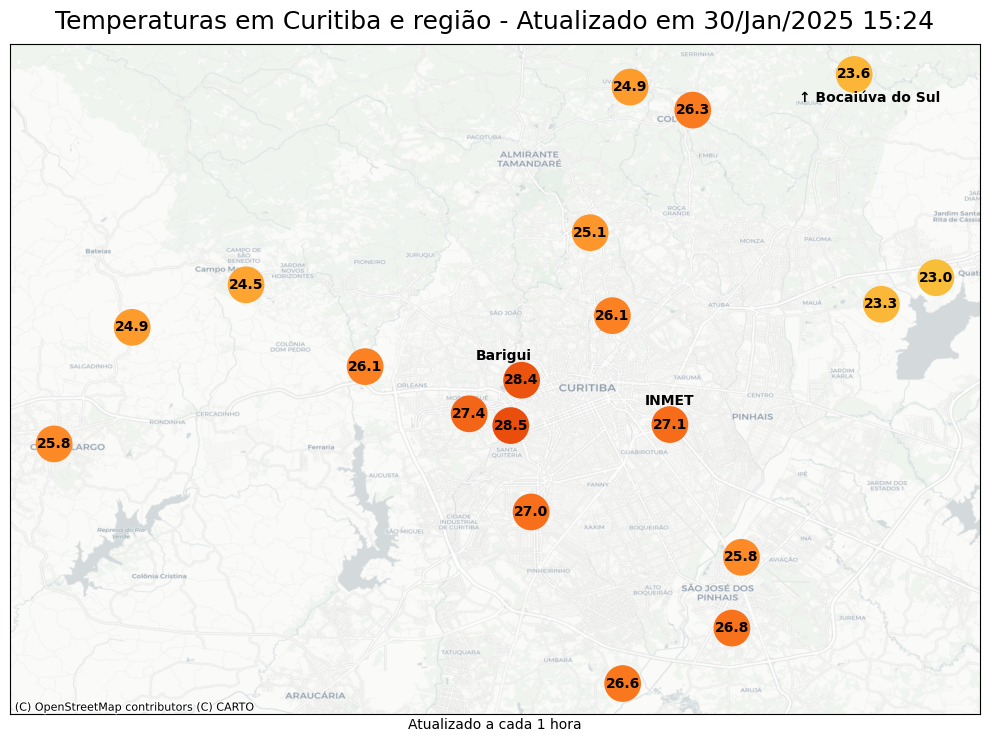 Temperaturas em Curitiba e região - Atualizado em 30/Jan/2025 15:24
SERRINHA
23.6
24.9
↑ Bocaiúva do Sul
26.3
PACOTUBA
ALMIRANTE
TAMANDARÉ
EMBU
ROÇA
GRANDE
Jardim Santa
Rita de Cássia
25.1
MONZA
PALOMA
Bateias
CAMPO DE
SÃO
BENEDITO
JURUQUI
PIONEIRO
JARDIM
NOVOS
HORIZONTES
23.0
24.5
23.3
ATUBA
MAUÁ
SÃO JOÃO
26.1
24.9
COLÔNIA
DOM PEDRO
Barigui
SALGADINHO
26.1
28.4
CURITIBA
TARUMÃ
JARDIM
KARLA
ORLEANS
CENTRO
INMET
27.4
PINHAIS
CERCADINHO
RONDINHA
28.5
27.1
25.8
Ferraria
SANTA
QUITÉRIA
GUABIROTUBA
AUGUSTA
IPÊ
FANNY
JARDIM DOS
ESTADOS I
27.0
CIDADE
INDUSTRIAL
DE CURITIBA
XAXIM
BOQUEIRÃO
SÃO MIGUEL
Represa do Rio
Verde
INÁ
25.8
AVIAÇÃO
PINHEIRINHO
Colônia Cristina
ALTO
BOQUEIRÃO
SÃO JOSÉ DOS
PINHAIS
JUREMA
26.8
TATUQUARA
UMBARÁ
26.6
ARUJÁ
ARAUCÁRIA
(C) OpenStreetMap contributors (C) CARTO
Atualizado a cada 1 hora